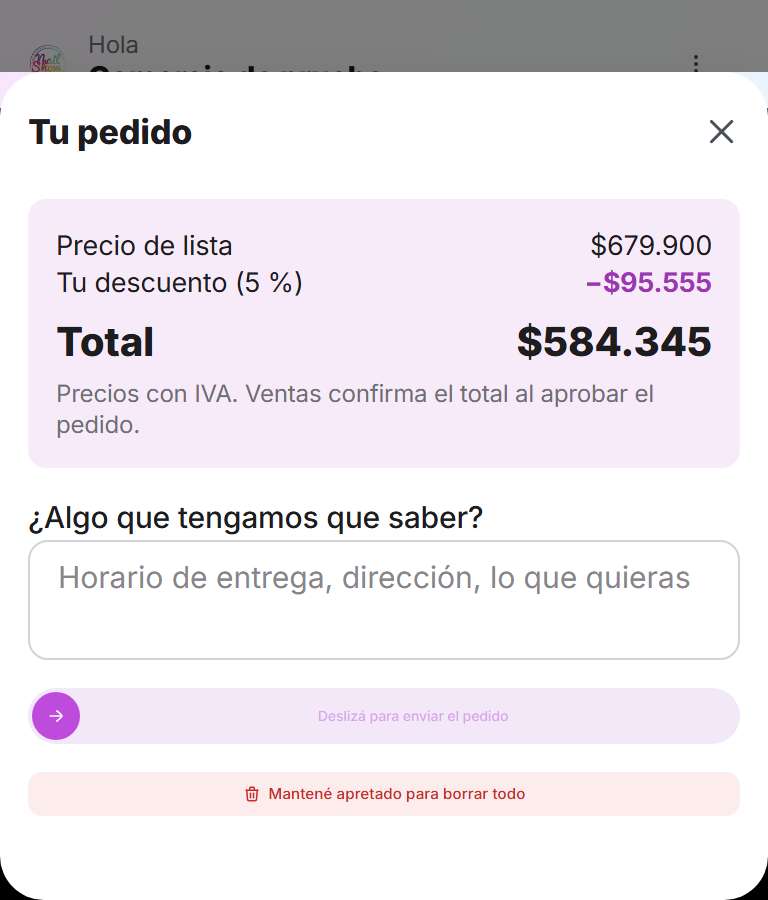 Hola
Tu pedido
Precio de lista $679.900
Tu descuento (5 %) −$95.555
Total $584.345
Precios con IVA. Ventas confirma el total al aprobar el
pedido.
¿Algo que tengamos que saber?
Horario de entrega, dirección, lo que quieras
Deslizá para enviar el pedido
Mantené apretado para borrar todo